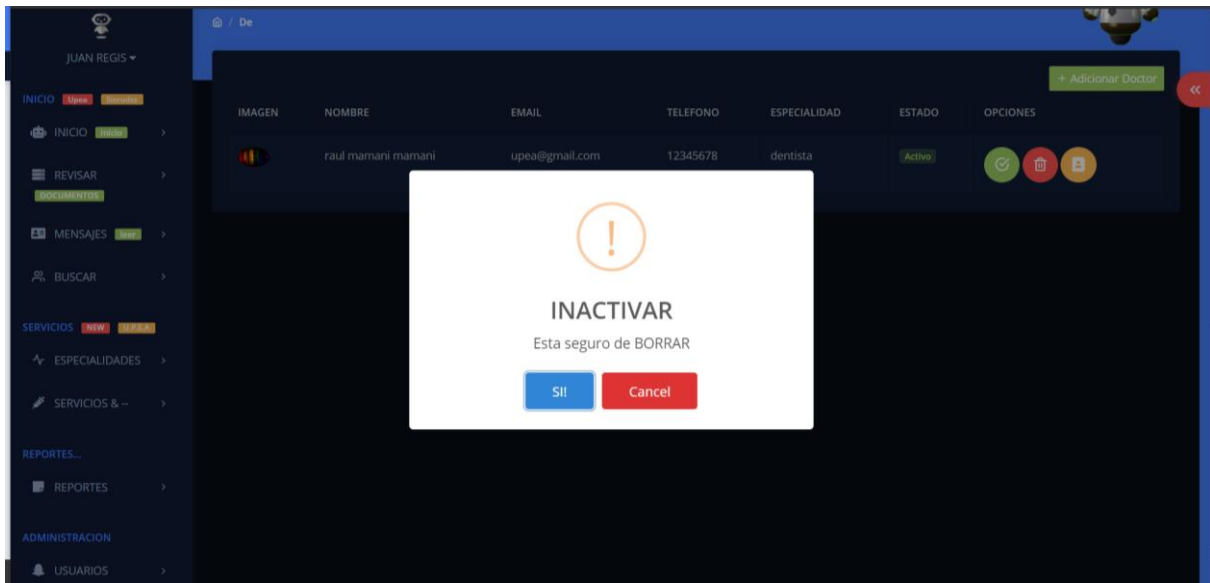 / De
JUAN REGIS
+ Adicionar Doctor
INICIO Upea
INICIO Inicio
REVISAR
DOCUMENTOS
MENSAJES leer
BUSCAR
SERVICIOS NEW U.P.E.A
ESPECIALIDADES
SERVICIOS & --
REPORTES...
REPORTES
ADMINISTRACION
USUARIOS
IMAGEN NOMBRE EMAIL TELEFONO ESPECIALIDAD ESTADO OPCIONES
raul mamani mamani upea@gmail.com 12345678 dentista Activo
INACTIVAR
Esta seguro de BORRAR
SI! Cancel